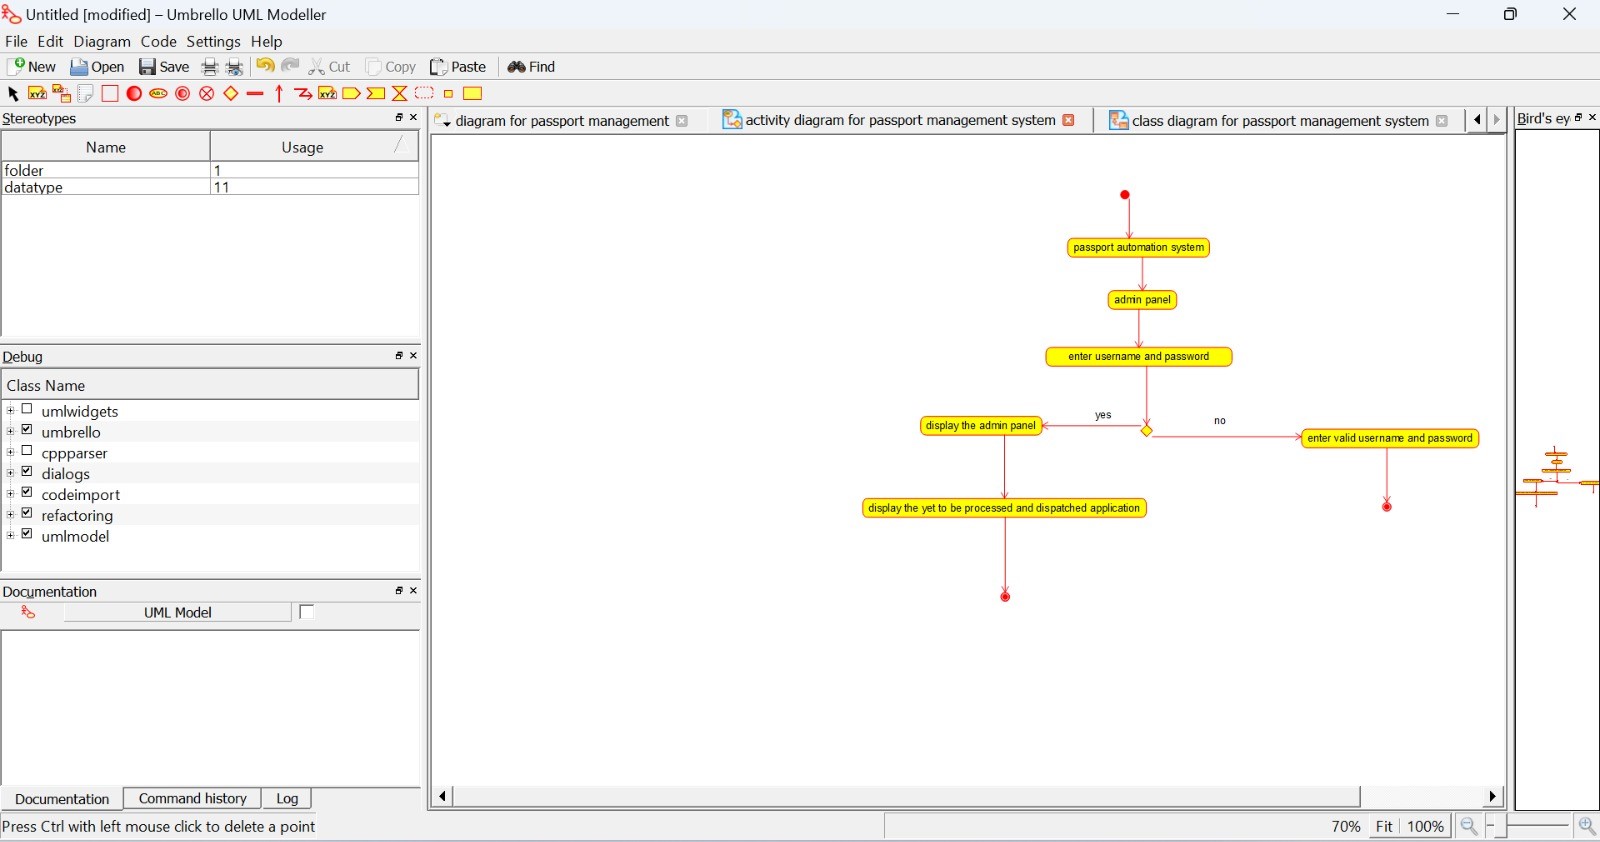 Untitled [modified] – Umbrello UML Modeller
File Edit Diagram Code Settings Help
New Open Save Cut Copy Paste Find
XYZ XYZ ABC XYZ
Stereotypes
Name Usage
folder 1
datatype 11
Debug
Class Name
umlwidgets
umbrello
cppparser
dialogs
codeimport
refactoring
umlmodel
Documentation
UML Model
Documentation Command history Log
Press Ctrl with left mouse click to delete a point
diagram for passport management activity diagram for passport management system class diagram for passport management system
passport automation system
admin panel
enter username and password
yes
no
display the admin panel
enter valid username and password
display the yet to be processed and dispatched application
Bird's ey
70% Fit 100%